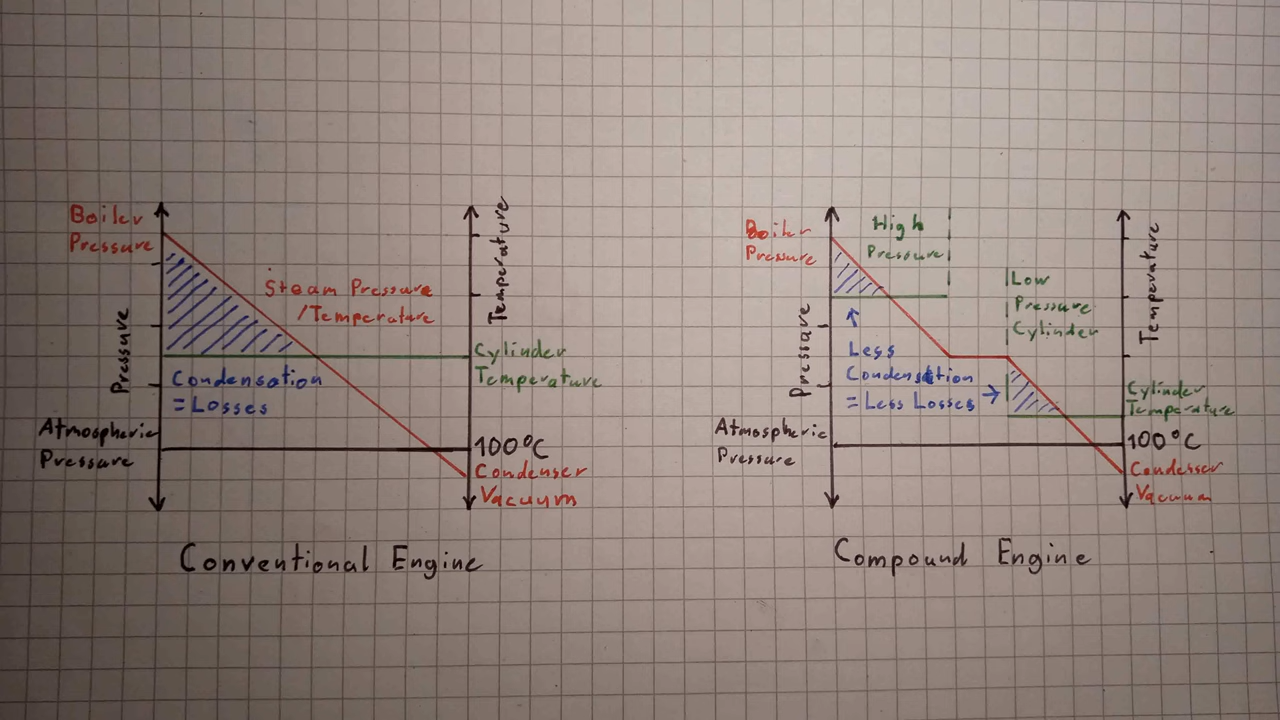 Boiler
Pressure
Pressure
Atmospheric
Pressure
Steam Pressure
/Temperature
Condensation
=Losses
Temperature
Cylinder
Temperature
100°C
Condenser
Vacuum
Conventional Engine
Boiler
Pressure
Pressure
Atmospheric
Pressure
High
Pressure
Low
Pressure
Cylinder
Less
Condensation
=Less Losses
Temperature
Cylinder
Temperature
100°C
Condenser
Vacuum
Compound Engine